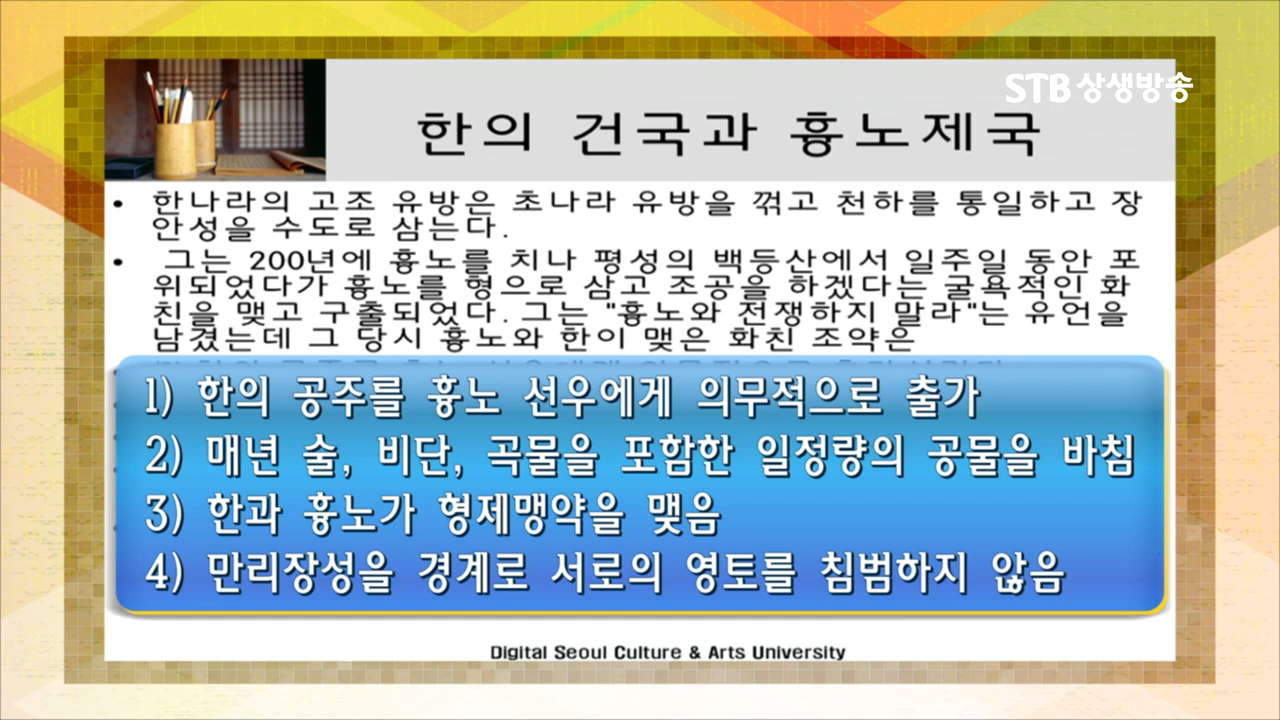 STB 상생방송
한의 건국과 흉노제국
• 한나라의 고조 유방은 초나라 유방을 꺾고 천하를 통일하고 장
안성을 수도로 삼는다.
• 그는 200년에 흉노를 치나 평성의 백등산에서 일주일 동안 포
위되었다가 흉노를 형으로 삼고 조공을 하겠다는 굴욕적인 화
친을 맺고 구출되었다. 그는 "흉노와 전쟁하지 말라"는 유언을
남겼는데 그 당시 흉노와 한이 맺은 화친 조약은
1) 한의 공주를 흉노 선우에게 의무적으로 출가
2) 매년 술, 비단, 곡물을 포함한 일정량의 공물을 바침
3) 한과 흉노가 형제맹약을 맺음
4) 만리장성을 경계로 서로의 영토를 침범하지 않음
Digital Seoul Culture & Arts University